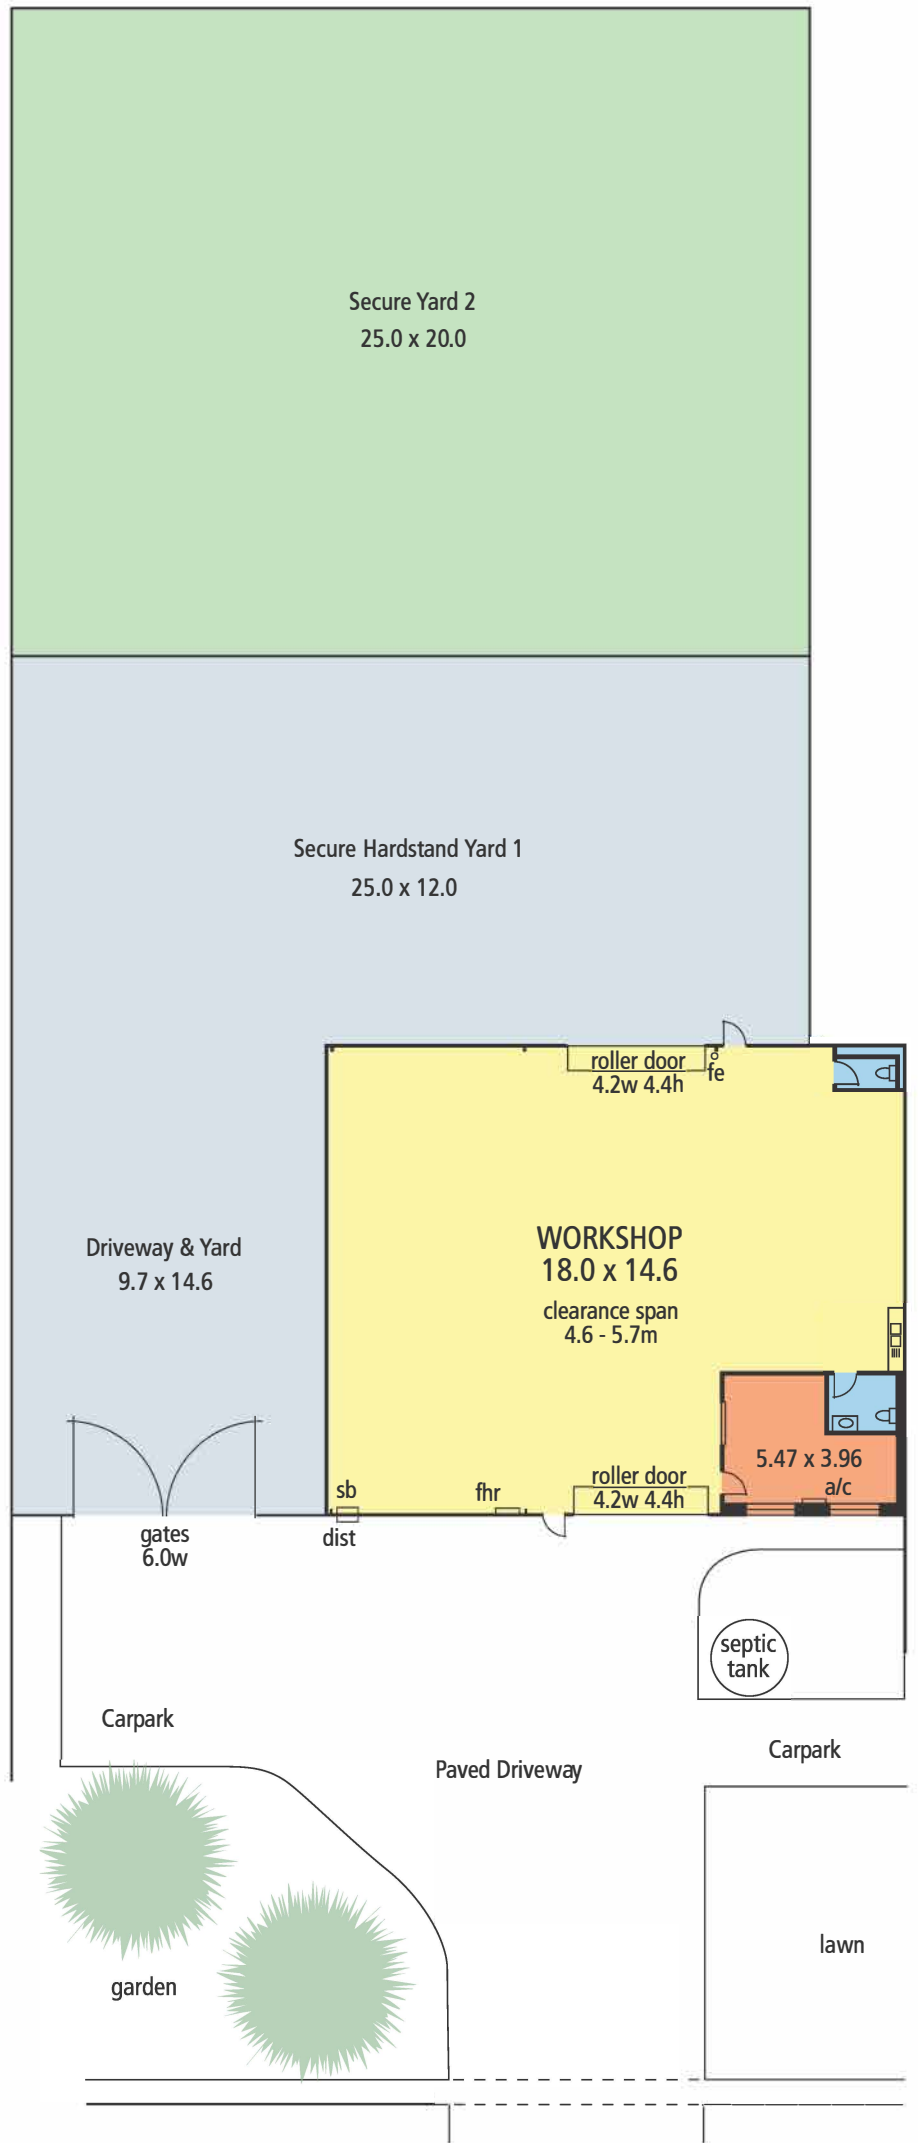 Secure Yard 2
25.0 x 20.0
Secure Hardstand Yard 1
25.0 x 12.0
roller door
4.2w 4.4h
fe
WORKSHOP
18.0 x 14.6
clearance span
4.6 - 5.7m
Driveway & Yard
9.7 x 14.6
5.47 x 3.96
a/c
roller door
4.2w 4.4h
sb
fhr
dist
gates
6.0w
septic
tank
Carpark
Carpark
Paved Driveway
lawn
garden